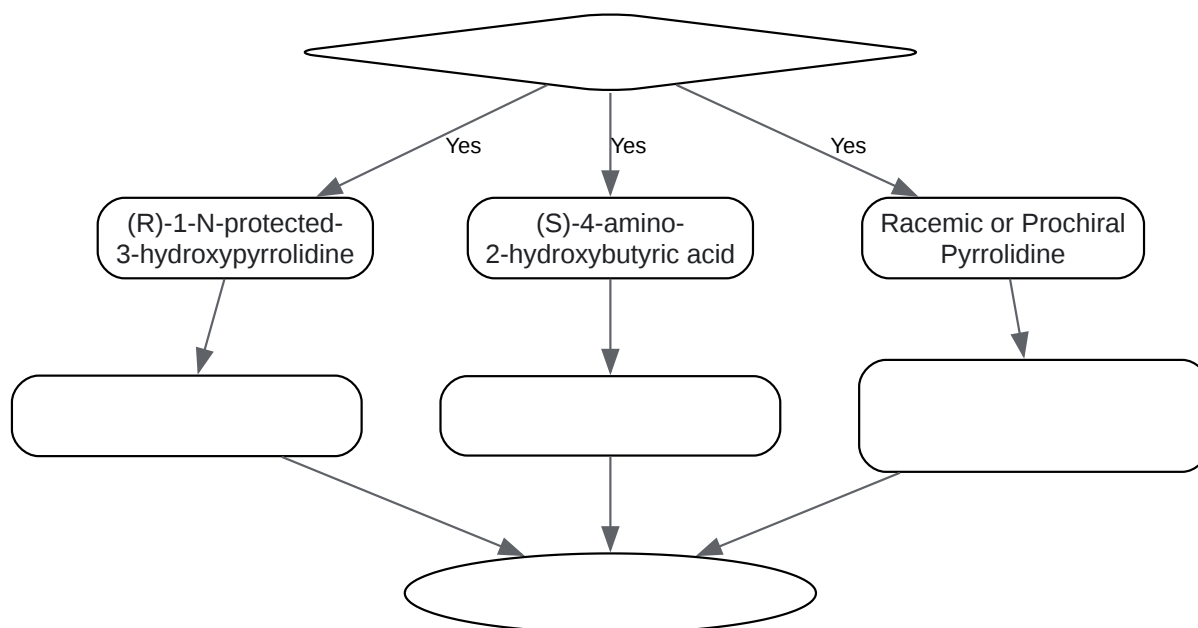 Yes
Yes
Yes
(R)-1-N-protected-
3-hydroxypyrrolidine
(S)-4-amino-
2-hydroxybutyric acid
Racemic or Prochiral
Pyrrolidine